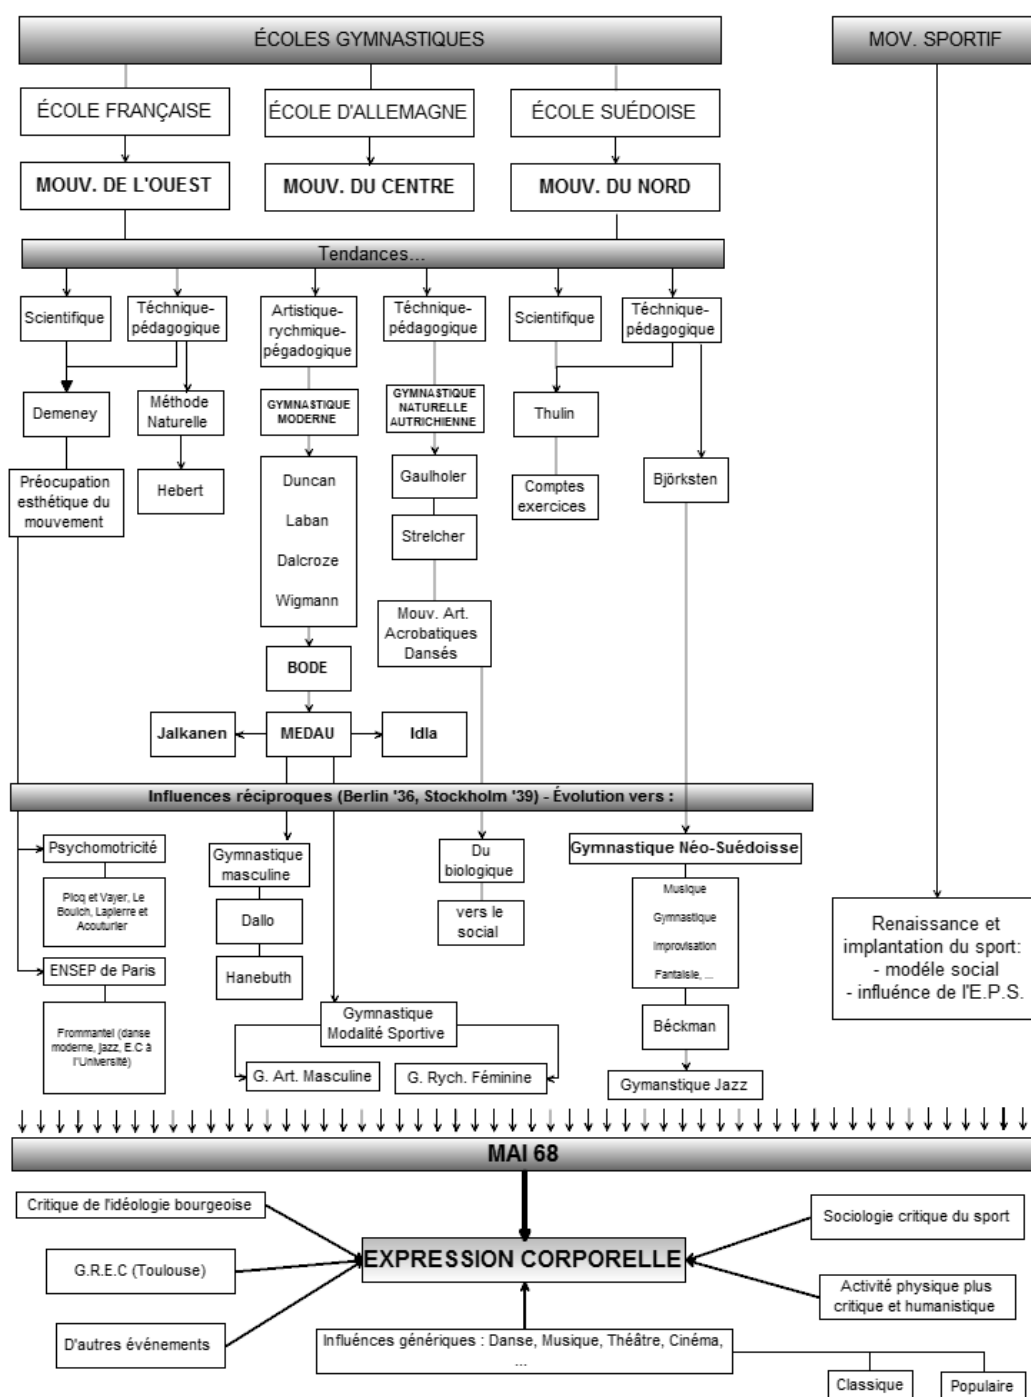 ÉCOLES GYMNASTIQUES
MOV. SPORTIF
ÉCOLE FRANÇAISE
ÉCOLE D'ALLEMAGNE
ÉCOLE SUÉDOISE
MOUV. DE L'OUEST
MOUV. DU CENTRE
MOUV. DU NORD
Tendances...
Scientifique
Téchnique-
pédagogique
Artistique-
rychmique-
pégadogique
Téchnique-
pédagogique
Scientifique
Téchnique-
pédagogique
Demeney
Méthode
Naturelle
GYMNASTIQUE
MODERNE
GYMNASTIQUE
NATURELLE
AUTRICHIENNE
Thulin
Préocupation
esthétique du
mouvement
Hebert
Duncan
Laban
Dalcroze
Wigmann
Gaulholer
Strelcher
Comptes
exercices
Björksten
Mouv. Art.
Acrobatiques
Dansés
BODE
Jalkanen
MEDAU
Idla
Influences réciproques (Berlin '36, Stockholm '39) - Évolution vers :
Psychomotricité
Picq et Vayer, Le
Boulch, Lapierre et
Acouturier
ENSEP de Paris
Frommantel (danse
moderne, jazz, E.C à
l'Université)
Gymnastique
masculine
Dallo
Hanebuth
Gymnastique
Modalité Sportive
G. Art. Masculine
G. Rych. Féminine
Du
biologique
vers le
social
Gymnastique Néo-Suédoisse
Musique
Gymnastique
Improvisation
Fantaisie, ...
Béckman
Gymanstique Jazz
Renaissance et
implantation du sport:
- modéle social
- influénce de l'E.P.S.
MAI 68
Critique de l'idéologie bourgeoise
G.R.E.C (Toulouse)
D'autres événements
EXPRESSION CORPORELLE
Sociologie critique du sport
Activité physique plus
critique et humanistique
Influénces génériques : Danse, Musique, Théâtre, Cinéma,
...
Classique
Populaire